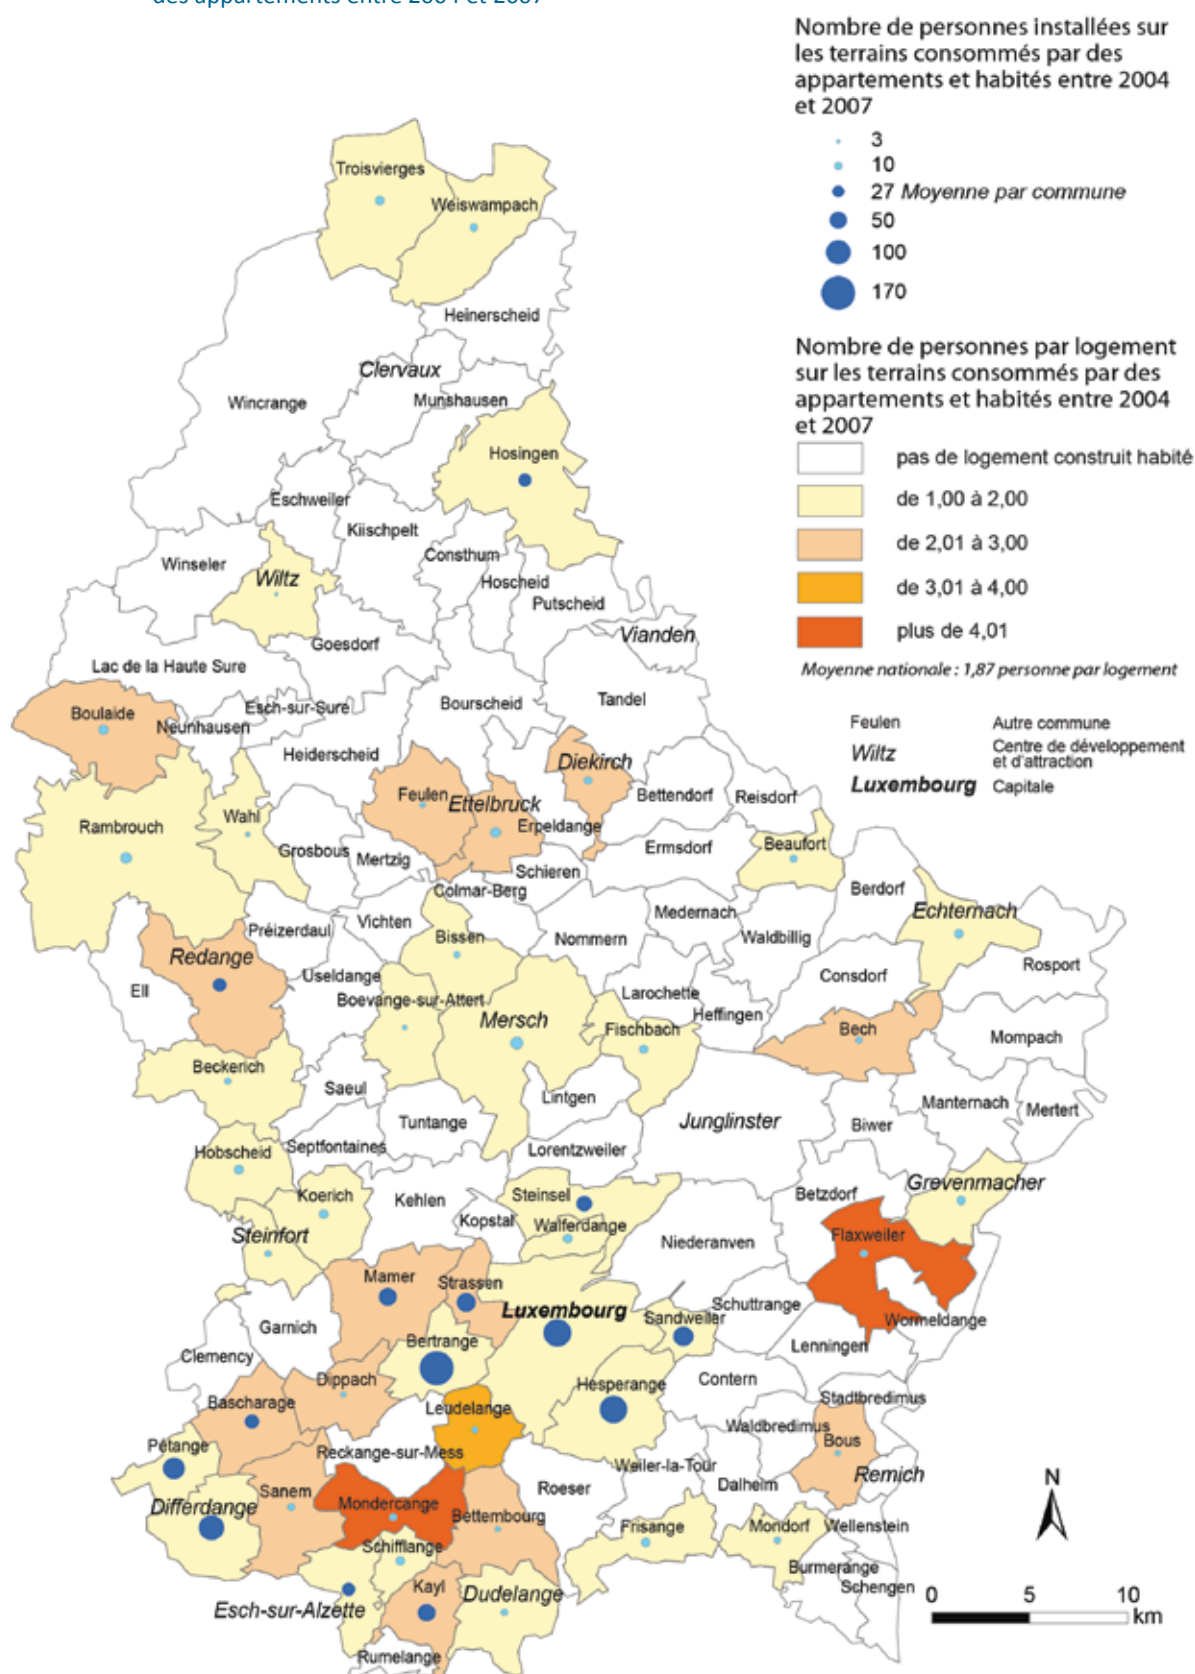 des appartements entre 2004 et 2007
Nombre de personnes installées sur
les terrains consommés par des
appartements et habités entre 2004
et 2007
3
10
27 Moyenne par commune
50
100
170
Nombre de personnes par logement
sur les terrains consommés par des
appartements et habités entre 2004
et 2007
pas de logement construit habité
de 1,00 à 2,00
de 2,01 à 3,00
de 3,01 à 4,00
plus de 4,01
Moyenne nationale : 1,87 personne par logement
Feulen Autre commune
Wiltz Centre de développement
et d'attraction
Luxembourg Capitale
Troisvierges
Weiswampach
Heinerscheid
Clervaux
Wincrange
Munshausen
Hosingen
Eschweiler
Kiischpelt
Consthum
Winseler
Wiltz
Hoscheid
Putscheid
Vianden
Goesdorf
Lac de la Haute Sure
Tandel
Bourscheid
Esch-sur-Sure
Boulaide
Neunhausen
Heiderscheid
Diekirch
Feulen
Ettelbruck
Bettendorf
Reisdorf
Wahl
Rambrouch
Erpeldange
Grosbous
Mertzig
Ermsdorf
Beaufort
Schieren
Colmar-Berg
Berdorf
Echternach
Medernach
Vichten
Préizerdaul
Bissen
Nommern
Waldbillig
Redange
Useldange
Consdorf
Rosport
Ell
Boevange-sur-Attert
Larochette
Heffingen
Mersch
Fischbach
Bech
Mompach
Beckerich
Saeul
Lintgen
Manternach
Mertert
Tuntange
Junglinster
Biwer
Septfontaines
Hobscheid
Lorentzweiler
Grevenmacher
Koerich
Kehlen
Steinsel
Betzdorf
Kopstal
Walferdange
Steinfort
Niederanven
Flaxweiler
Mamer
Strassen
Luxembourg
Schuttrange
Sandweiler
Wormeldange
Garnich
Bertrange
Lenningen
Clemency
Dippach
Hesperange
Contern
Bascharage
Leudelange
Stadtbredimus
Waldbredimus
Pétange
Bous
Reckange-sur-Mess
Weiler-la-Tour
Remich
Roeser
Dalheim
Sanem
Differdange
Mondercange
Bettembourg
Frisange
Mondorf
Wellenstein
Schifflange
Burmerange
Schengen
Kayl
Dudelange
Esch-sur-Alzette
Rumelange
N
0 5 10
km